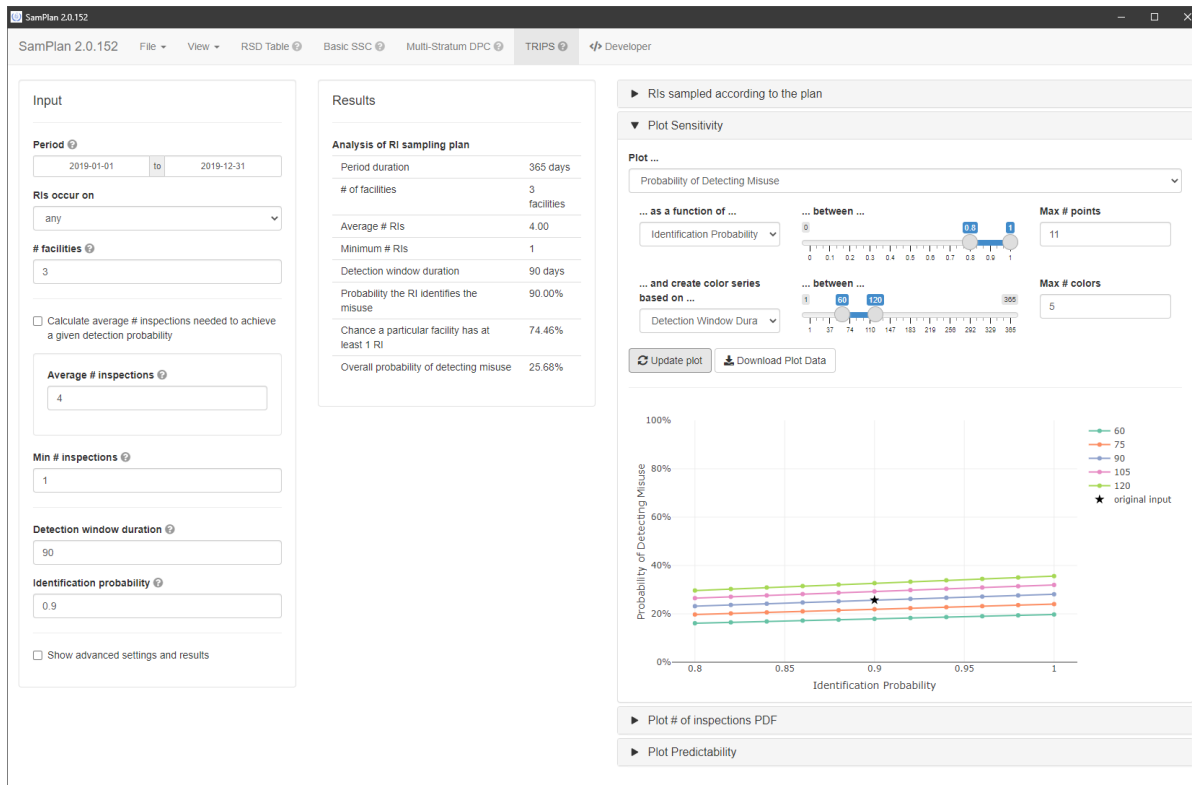 SamPlan 2.0.152
SamPlan 2.0.152 File View RSD Table Basic SSC Multi-Stratum DPC TRIPS </> Developer
Input
Period
2019-01-01 to 2019-12-31
RIs occur on
any
# facilities
3
Calculate average # inspections needed to achieve
a given detection probability
Average # inspections
4
Min # inspections
1
Detection window duration
90
Identification probability
0.9
Show advanced settings and results
Results
Analysis of RI sampling plan
Period duration 365 days
# of facilities 3
facilities
Average # RIs 4.00
Minimum # RIs 1
Detection window duration 90 days
Probability the RI identifies the 90.00%
misuse
Chance a particular facility has at 74.46%
least 1 RI
Overall probability of detecting misuse 25.68%
RIs sampled according to the plan
Plot Sensitivity
Plot ...
Probability of Detecting Misuse
... as a function of ... ... between ... Max # points
Identification Probability 0 0.8 1 11
0 0.1 0.2 0.3 0.4 0.5 0.6 0.7 0.8 0.9 1
... and create color series ... between ... Max # colors
based on ... 1 60 120 365 5
Detection Window Dura 1 37 74 110 147 183 219 256 292 329 365
Update plot Download Plot Data
Probability of Detecting Misuse
100%
80%
60%
40%
20%
0%
0.8 0.85 0.9 0.95 1
Identification Probability
60
75
90
105
120
original input
Plot # of inspections PDF
Plot Predictability